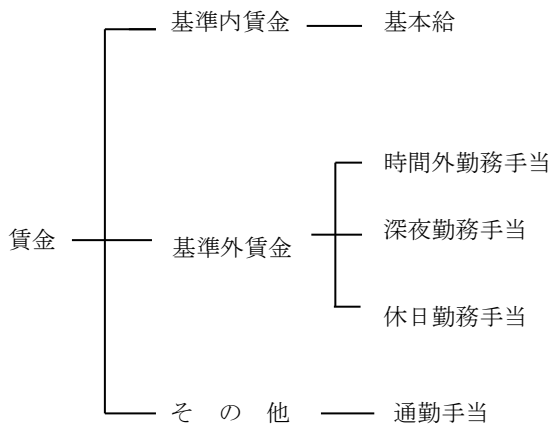 基準内賃金
基本給
時間外勤務手当
深夜勤務手当
賃金
基準外賃金
休日勤務手当
その他
通勤手当